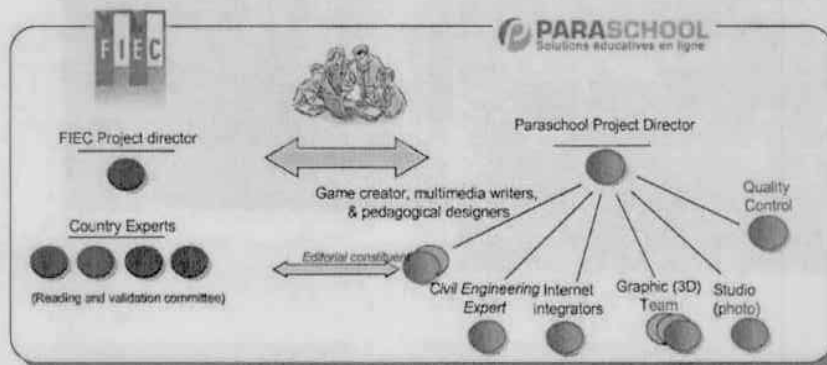 FIEC
PARASCHOOL
Solutions éducatives en ligne
FIEC Project director
Paraschool Project Director
Game creator, multimedia writers,
& pedagogical designers
Quality
Control
Country Experts
Editorial constituent
(Reading and validation committee)
Civil Engineering
Expert
Internet
integrators
Graphic (3D)
Team
Studio
(photo)